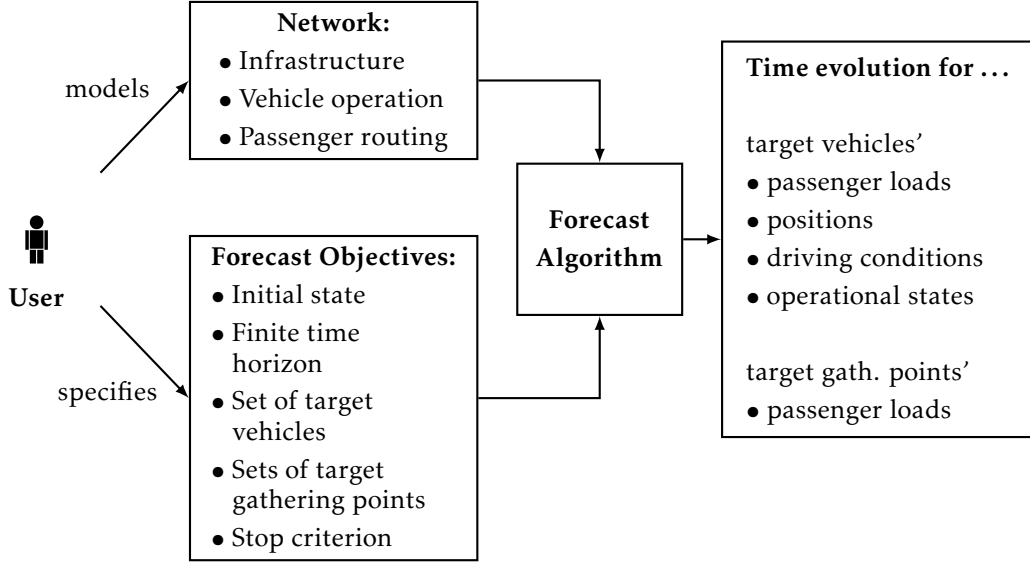 Network:
• Infrastructure
• Vehicle operation
• Passenger routing
models
User
specifies
Forecast Objectives:
• Initial state
• Finite time
horizon
• Set of target
vehicles
• Sets of target
gathering points
• Stop criterion
Forecast
Algorithm
Time evolution for ...
target vehicles’
• passenger loads
• positions
• driving conditions
• operational states
target gath. points’
• passenger loads